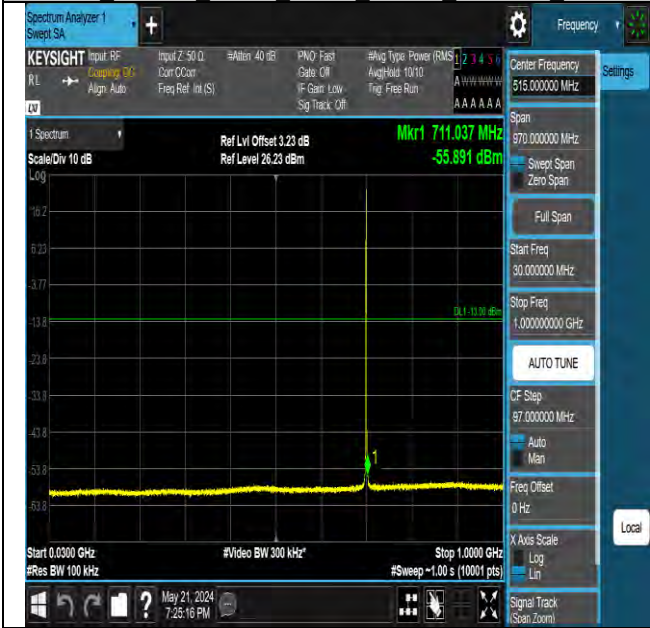 Spectrum Analyzer 1
Swept SA
+
Frequency
KEYSIGHT
Input: RF
Coupling: DC
Align: Auto
Input Z: 50 Ω
Corr CCorr
Freq Ref: Int (S)
#Atten: 40 dB
PNO: Fast
Gate: Off
IF Gain: Low
Sig Track: Off
#Avg Type: Power (RMS
Avg|Hold: 10/10
Trig: Free Run
1 2 3 4 5 6
A W W W W W
A A A A A A
RL
LXI
Center Frequency
515.000000 MHz
Settings
Span
970.000000 MHz
Swept Span
Zero Span
Full Span
Start Freq
30.000000 MHz
Stop Freq
1.000000000 GHz
AUTO TUNE
CF Step
97.000000 MHz
Auto
Man
Freq Offset
0 Hz
X Axis Scale
Log
Lin
Local
Signal Track
(Span Zoom)
1 Spectrum
Scale/Div 10 dB
Log
Ref Lvl Offset 3.23 dB
Ref Level 26.23 dBm
Mkr1 711.037 MHz
-55.891 dBm
16.2
6.23
-3.77
DL1 -13.00 dBm
-13.8
-23.8
-33.8
-43.8
-53.8
-63.8
1
Start 0.0300 GHz
#Res BW 100 kHz
#Video BW 300 kHz*
Stop 1.0000 GHz
#Sweep ~1.00 s (10001 pts)
?
May 21, 2024
7:25:16 PM